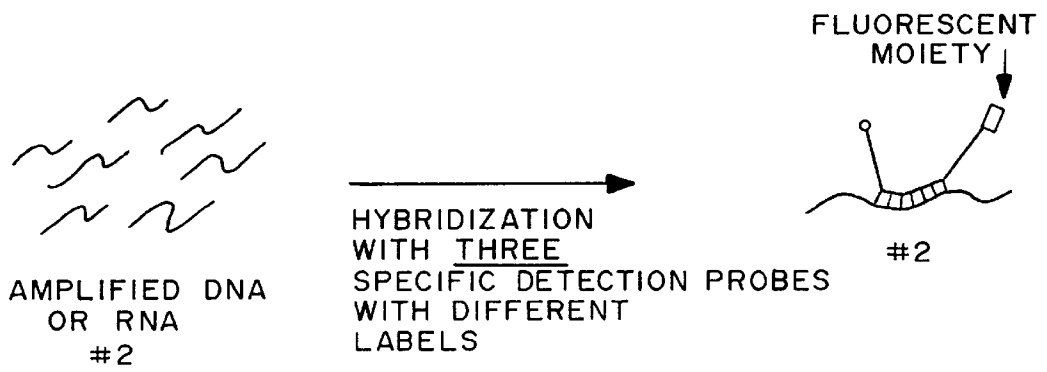 AMPLIFIED DNA
OR RNA
#2
HYBRIDIZATION
WITH THREE
SPECIFIC DETECTION PROBES
WITH DIFFERENT
LABELS
FLUORESCENT
MOIETY
#2